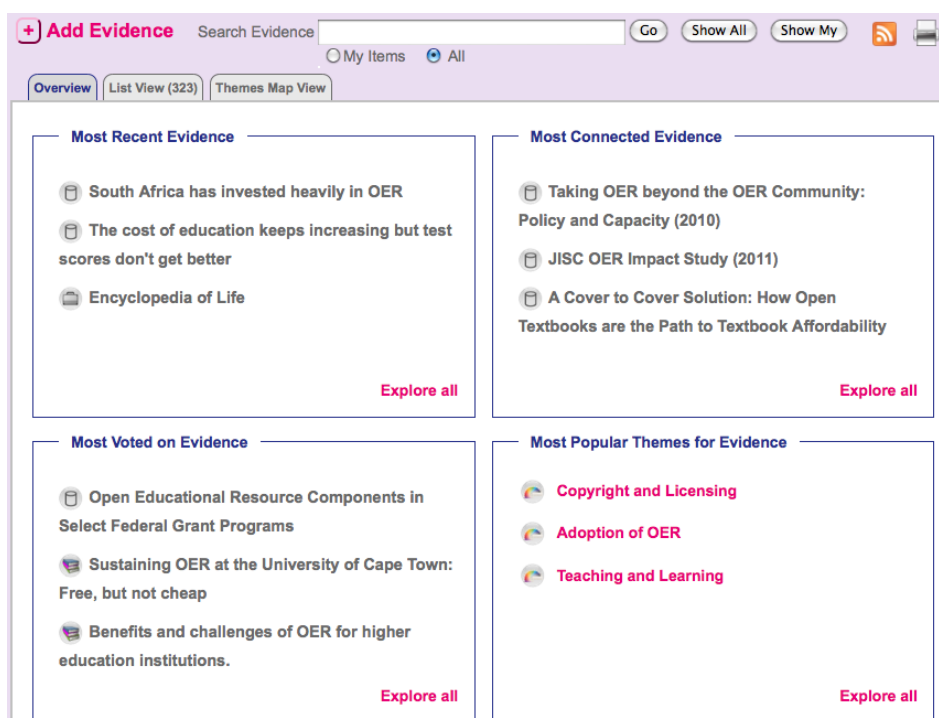 + Add Evidence Search Evidence Go Show All Show My
My Items All
Overview List View (323) Themes Map View
Most Recent Evidence
South Africa has invested heavily in OER
The cost of education keeps increasing but test
scores don't get better
Encyclopedia of Life
Explore all
Most Connected Evidence
Taking OER beyond the OER Community:
Policy and Capacity (2010)
JISC OER Impact Study (2011)
A Cover to Cover Solution: How Open
Textbooks are the Path to Textbook Affordability
Explore all
Most Voted on Evidence
Open Educational Resource Components in
Select Federal Grant Programs
Sustaining OER at the University of Cape Town:
Free, but not cheap
Benefits and challenges of OER for higher
education institutions.
Explore all
Most Popular Themes for Evidence
Copyright and Licensing
Adoption of OER
Teaching and Learning
Explore all